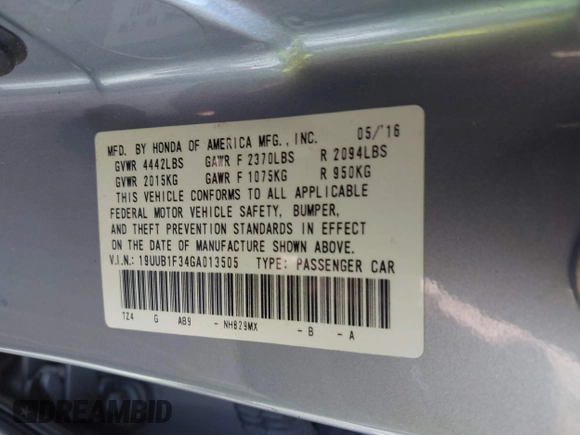 MFD. BY HONDA OF AMERICA MFG., INC. 05/'16
GVWR 4442LBS GAWR F 2370LBS R 2094LBS
GVWR 2015KG GAWR F 1075KG R 950KG
THIS VEHICLE CONFORMS TO ALL APPLICABLE
FEDERAL MOTOR VEHICLE SAFETY, BUMPER,
AND THEFT PREVENTION STANDARDS IN EFFECT
ON THE DATE OF MANUFACTURE SHOWN ABOVE.
V.I.N.: 19UUB1F34GA013505 TYPE: PASSENGER CAR
TZ4 G AB9 - NH829MX - B - A
DREAMBID